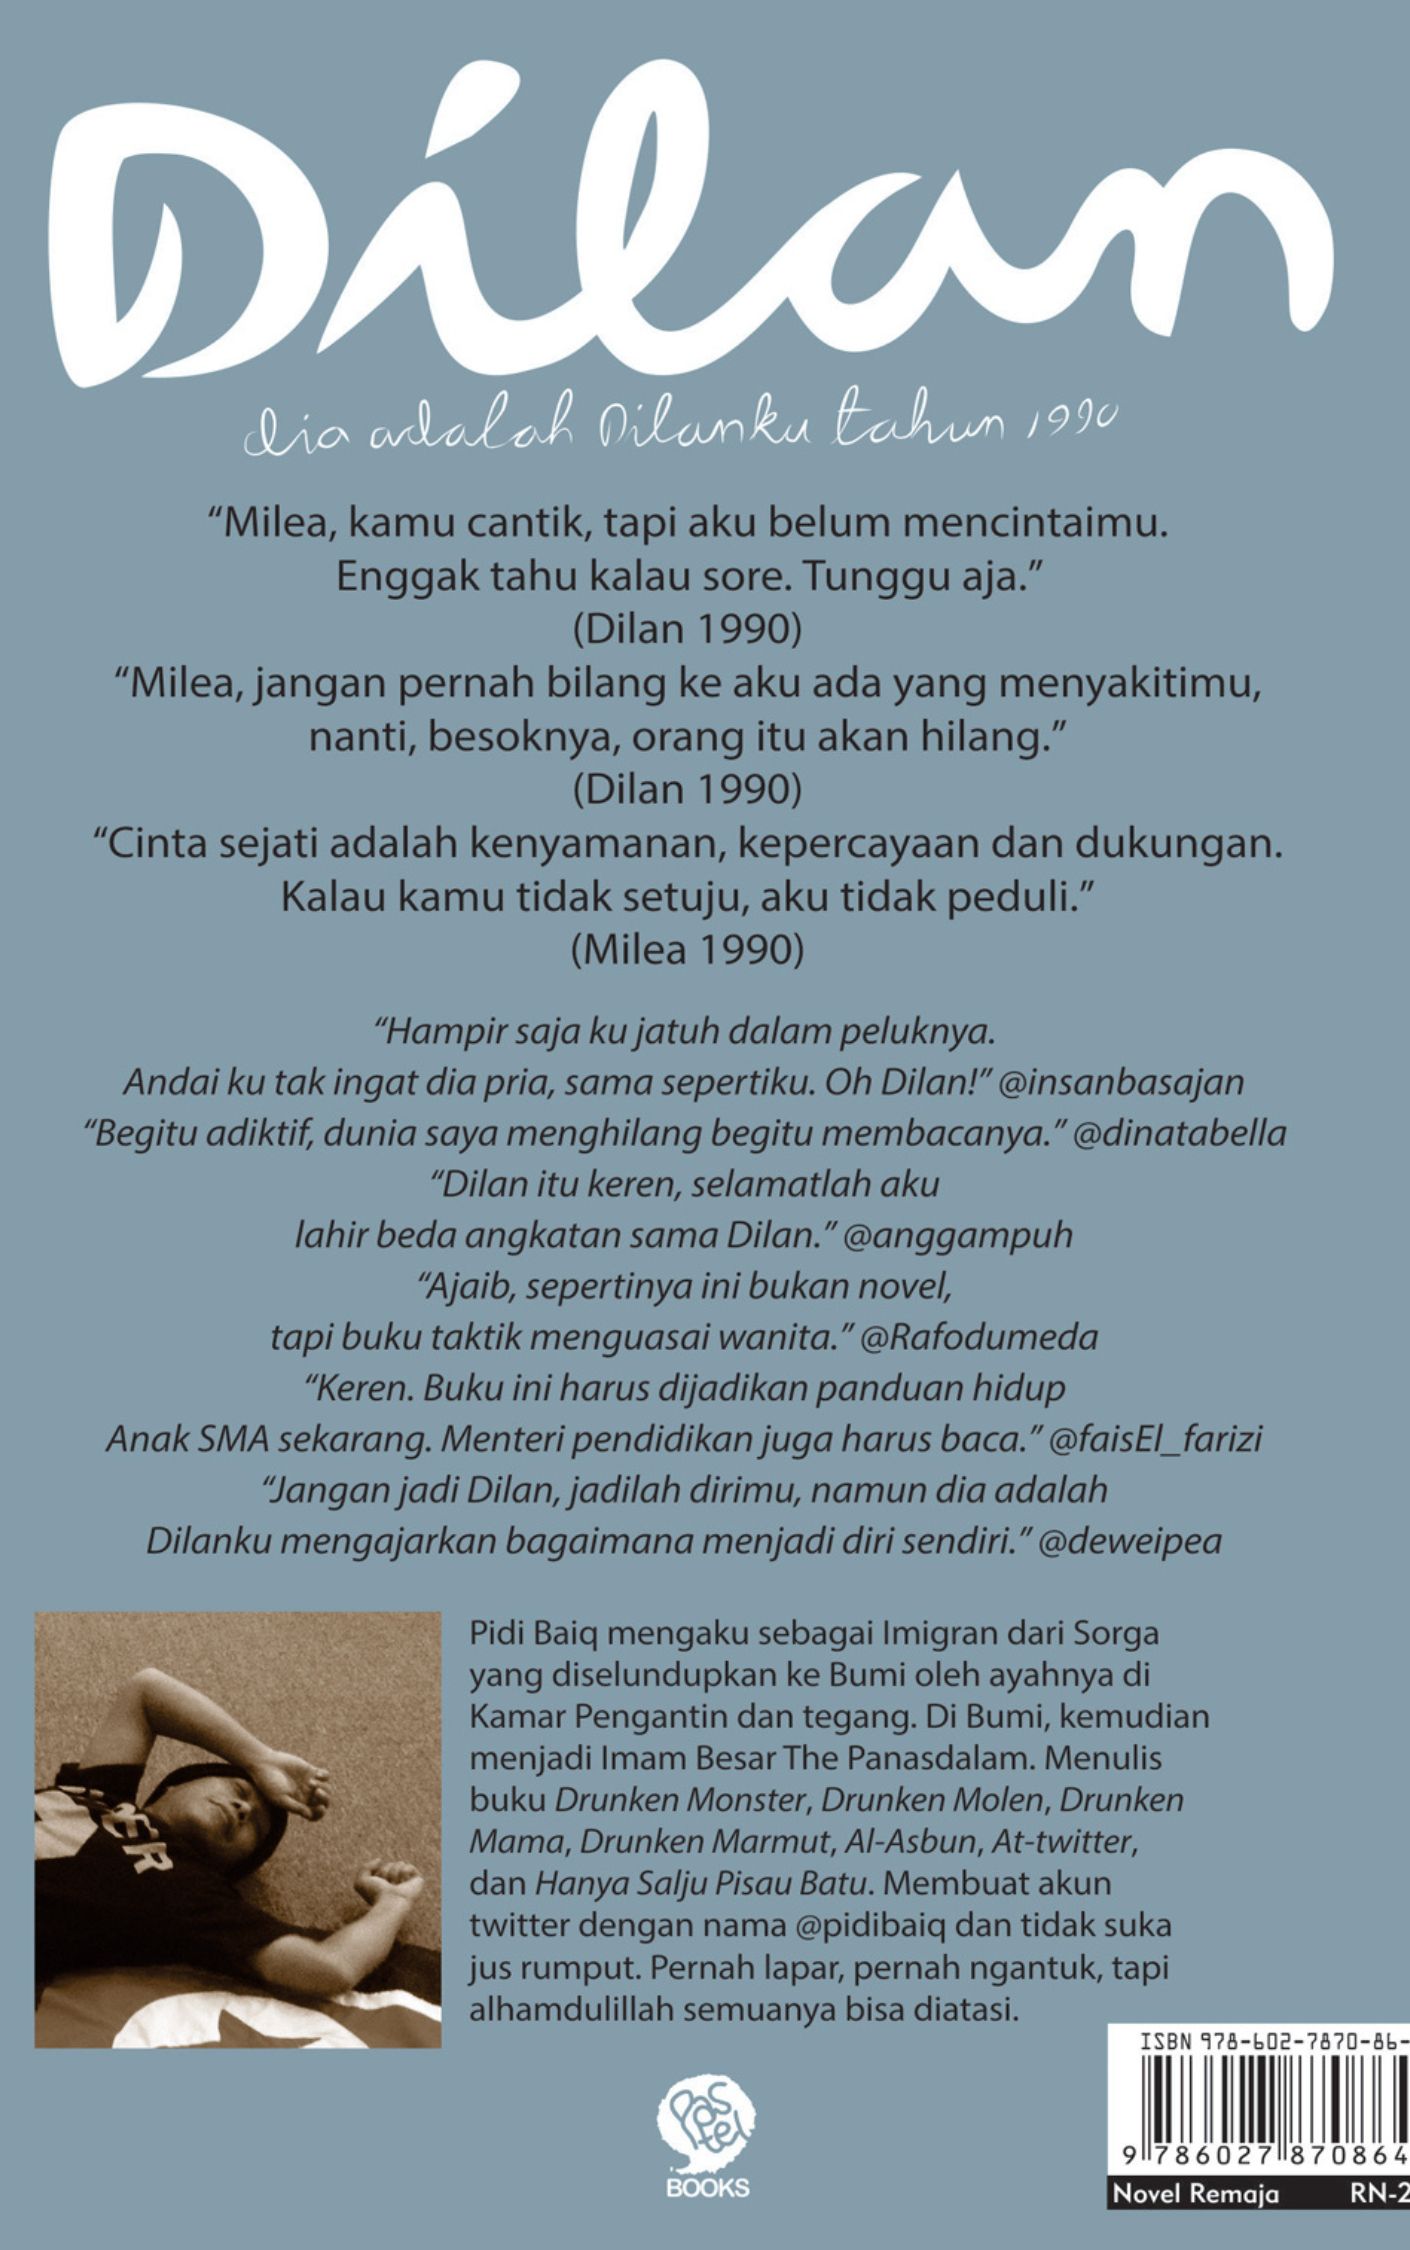 Dilan
dia adalah Dilanku tahun 1990
“Milea, kamu cantik, tapi aku belum mencintaimu.
Enggak tahu kalau sore. Tunggu aja.”
(Dilan 1990)
“Milea, jangan pernah bilang ke aku ada yang menyakitimu,
nanti, besoknya, orang itu akan hilang.”
(Dilan 1990)
“Cinta sejati adalah kenyamanan, kepercayaan dan dukungan.
Kalau kamu tidak setuju, aku tidak peduli.”
(Milea 1990)
“Hampir saja ku jatuh dalam peluknya.
Andai ku tak ingat dia pria, sama sepertiku. Oh Dilan!” @insanbasajan
“Begitu adiktif, dunia saya menghilang begitu membacanya.” @dinatabella
“Dilan itu keren, selamatlah aku
lahir beda angkatan sama Dilan.” @anggampuh
“Ajaib, sepertinya ini bukan novel,
tapi buku taktik menguasai wanita.” @Rafodumeda
“Keren. Buku ini harus dijadikan panduan hidup
Anak SMA sekarang. Menteri pendidikan juga harus baca.” @faisEl_farizi
“Jangan jadi Dilan, jadilah dirimu, namun dia adalah
Dilanku mengajarkan bagaimana menjadi diri sendiri.” @deweipea
Pidi Baiq mengaku sebagai Imigran dari Sorga
yang diselundupkan ke Bumi oleh ayahnya di
Kamar Pengantin dan tegang. Di Bumi, kemudian
menjadi Imam Besar The Panasdalam. Menulis
buku Drunken Monster, Drunken Molen, Drunken
Mama, Drunken Marmut, Al-Asbun, At-twitter,
dan Hanya Salju Pisau Batu. Membuat akun
twitter dengan nama @pidibaiq dan tidak suka
jus rumput. Pernah lapar, pernah ngantuk, tapi
alhamdulillah semuanya bisa diatasi.
ISBN 978-602-7870-86-
9 786027 870864
Novel Remaja RN-2
Pastel
BOOKS